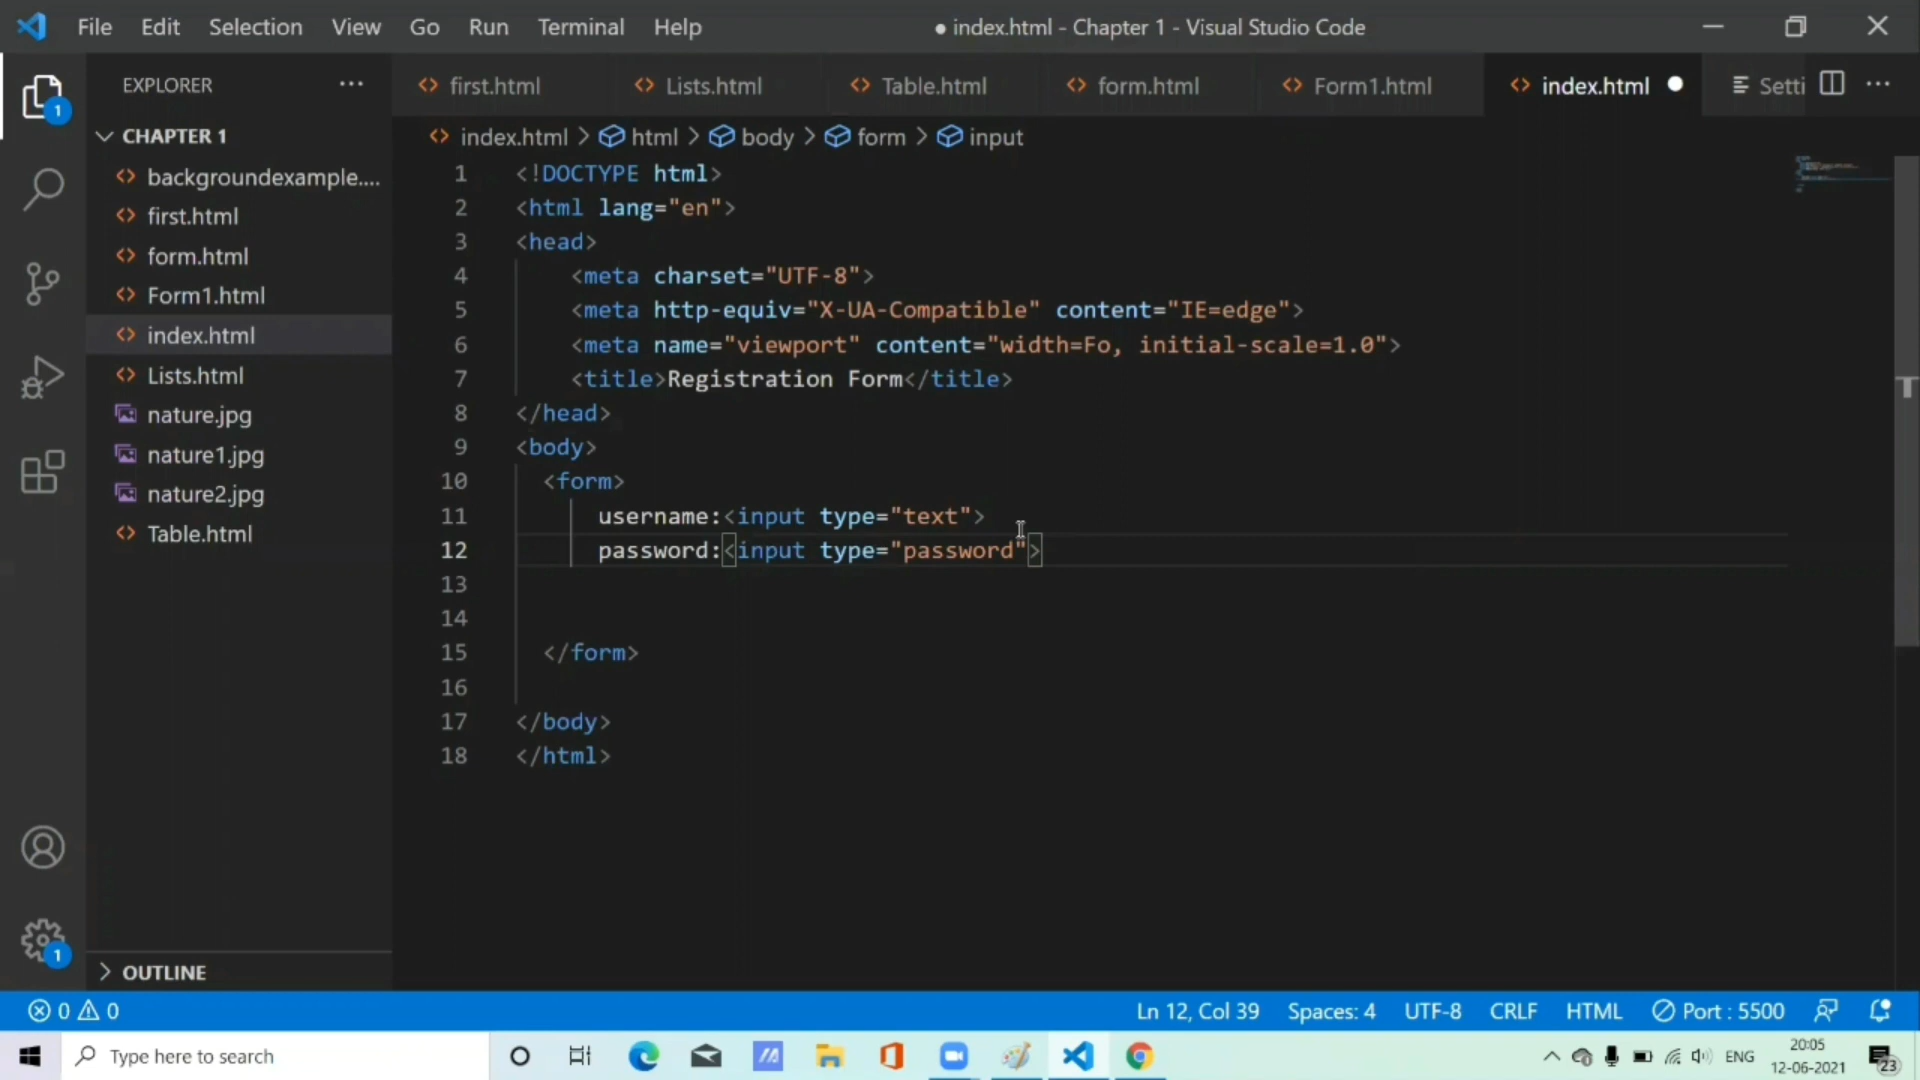 File Edit Selection View Go Run Terminal Help
● index.html - Chapter 1 - Visual Studio Code
EXPLORER
1
CHAPTER 1
backgroundexample....
first.html
form.html
Form1.html
index.html
Lists.html
nature.jpg
nature1.jpg
nature2.jpg
Table.html
OUTLINE
1
first.html Lists.html Table.html form.html Form1.html index.html Setti
index.html > html > body > form > input
1 <!DOCTYPE html>
2 <html lang="en">
3 <head>
4 <meta charset="UTF-8">
5 <meta http-equiv="X-UA-Compatible" content="IE=edge">
6 <meta name="viewport" content="width=Fo, initial-scale=1.0">
7 <title>Registration Form</title>
8 </head>
9 <body>
10 <form>
11 username:<input type="text">
12 password:<input type="password">
13
14
15 </form>
16
17 </body>
18 </html>
0 0 Ln 12, Col 39 Spaces: 4 UTF-8 CRLF HTML Port : 5500
Type here to search
ENG
20:05
12-06-2021
23